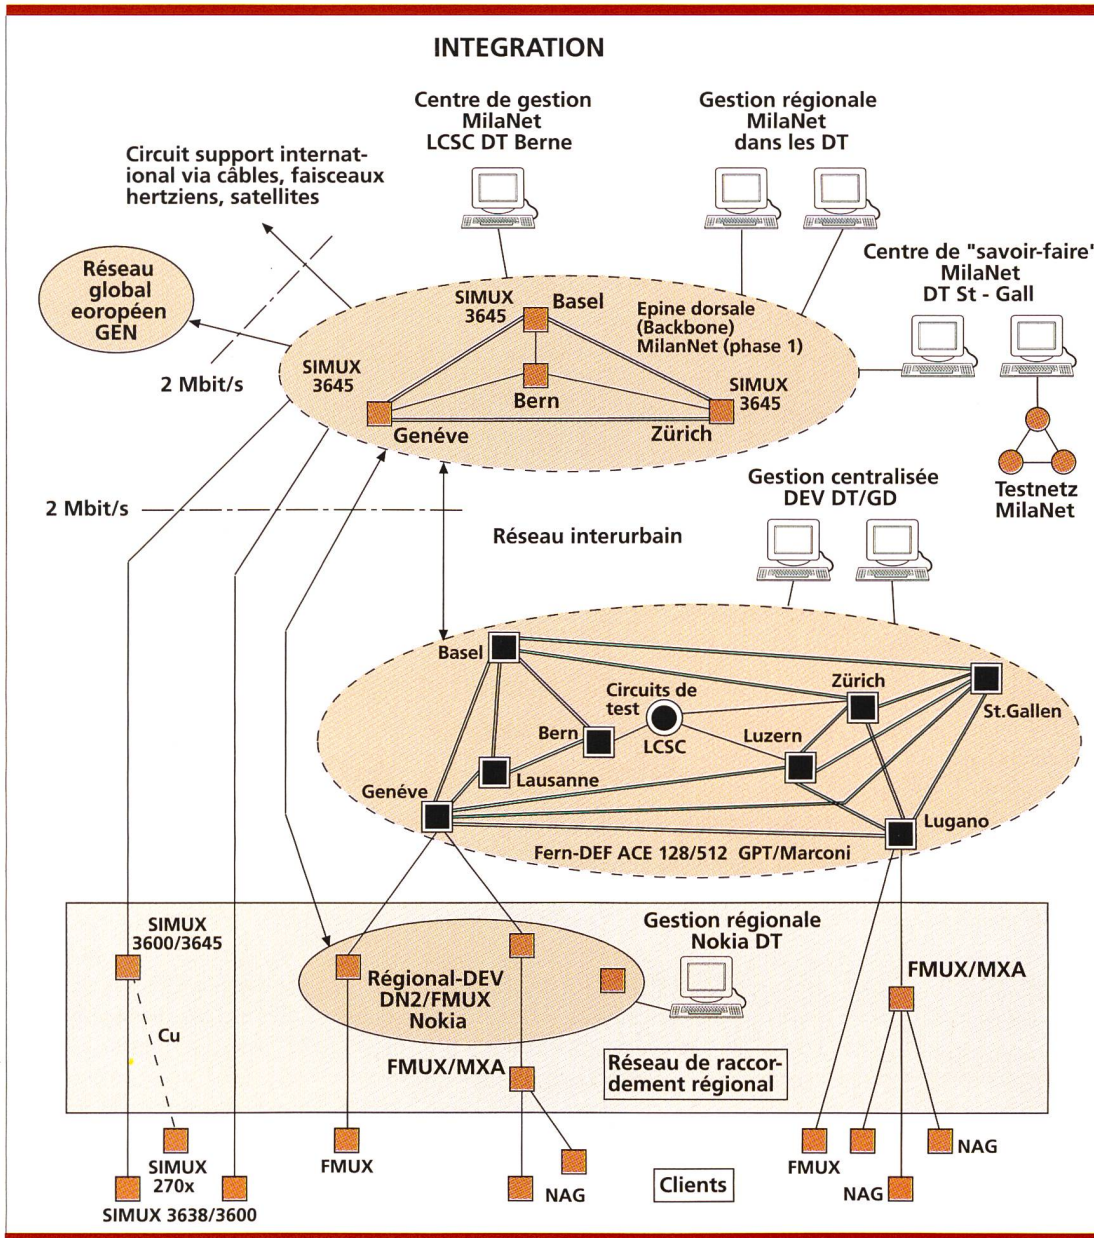 INTEGRATION
Centre de gestion
MilaNet
LCSC DT Berne
Gestion régionale
MilaNet
dans les DT
Circuit support internat-
ional via câbles, faisceaux
hertziens, satellites
Centre de "savoir-faire"
MilaNet
DT St - Gall
Réseau
global
eoropéen
GEN
SIMUX
3645
Basel
Epine dorsale
(Backbone)
MilanNet (phase 1)
2 Mbit/s
SIMUX
3645
Bern
SIMUX
3645
Genéve
Zürich
Testnetz
MilaNet
2 Mbit/s
Réseau interurbain
Gestion centralisée
DEV DT/GD
Basel
Circuits de
test
LCSC
Zürich
St.Gallen
Bern
Luzern
Lausanne
Genéve
Lugano
Fern-DEF ACE 128/512 GPT/Marconi
SIMUX
3600/3645
Gestion régionale
Nokia DT
Régional-DEV
DN2/FMUX
Nokia
FMUX/MXA
Cu
FMUX/MXA
Réseau de raccor-
dement régional
SIMUX
270x
FMUX
NAG
Clients
FMUX
NAG
NAG
SIMUX 3638/3600